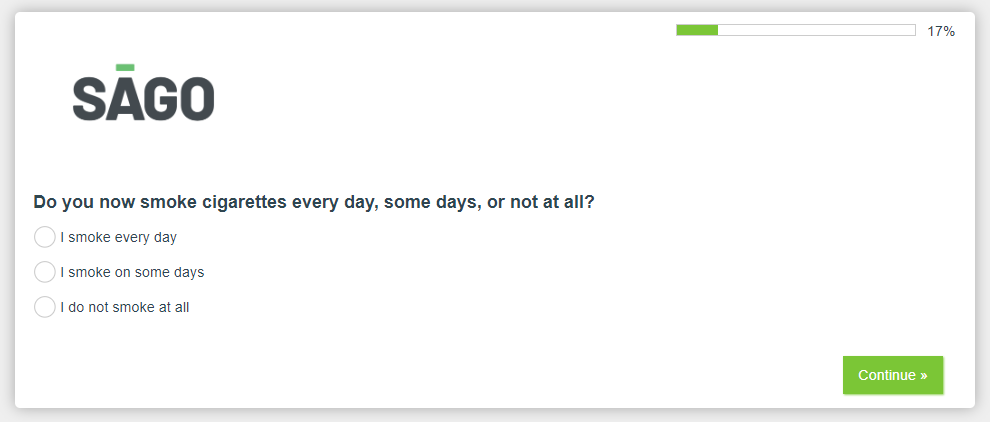 17%
SĀGO
Do you now smoke cigarettes every day, some days, or not at all?
I smoke every day
I smoke on some days
I do not smoke at all
Continue »